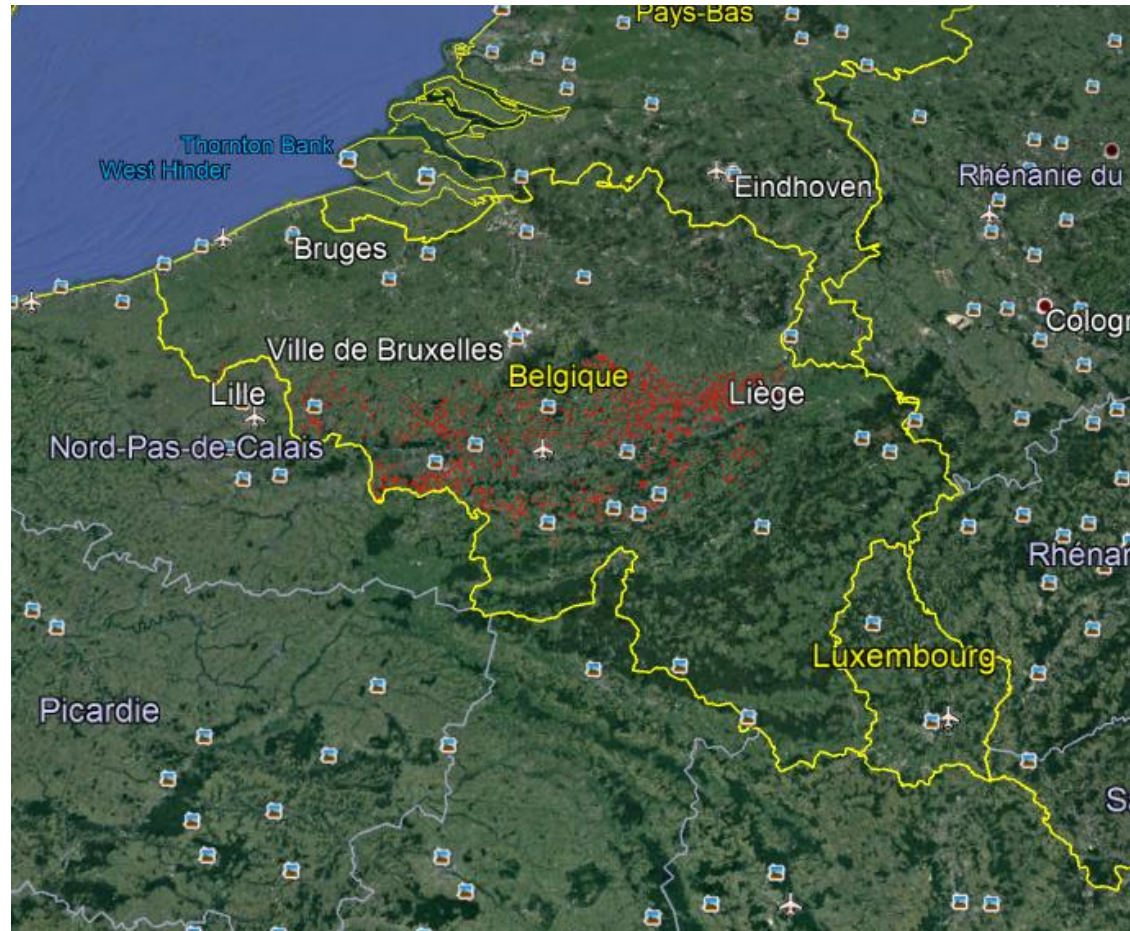 Pays-Bas
Thornton Bank
West Hinder
Eindhoven
Rhénanie du
Bruges
Cologn
Ville de Bruxelles
Belgique
Lille
Liège
Nord-Pas-de-Calais
Rhénan
Luxembourg
Picardie
Sa